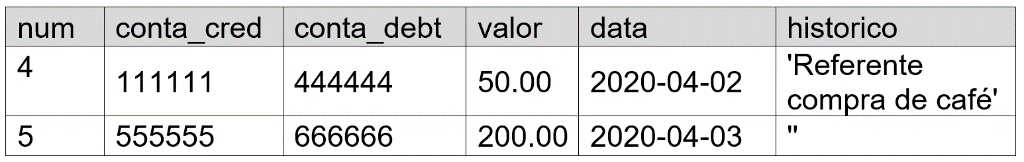 num conta_cred conta_debt valor data historico
4 111111 444444 50.00 2020-04-02 'Referente
compra de café'
5 555555 666666 200.00 2020-04-03 ''